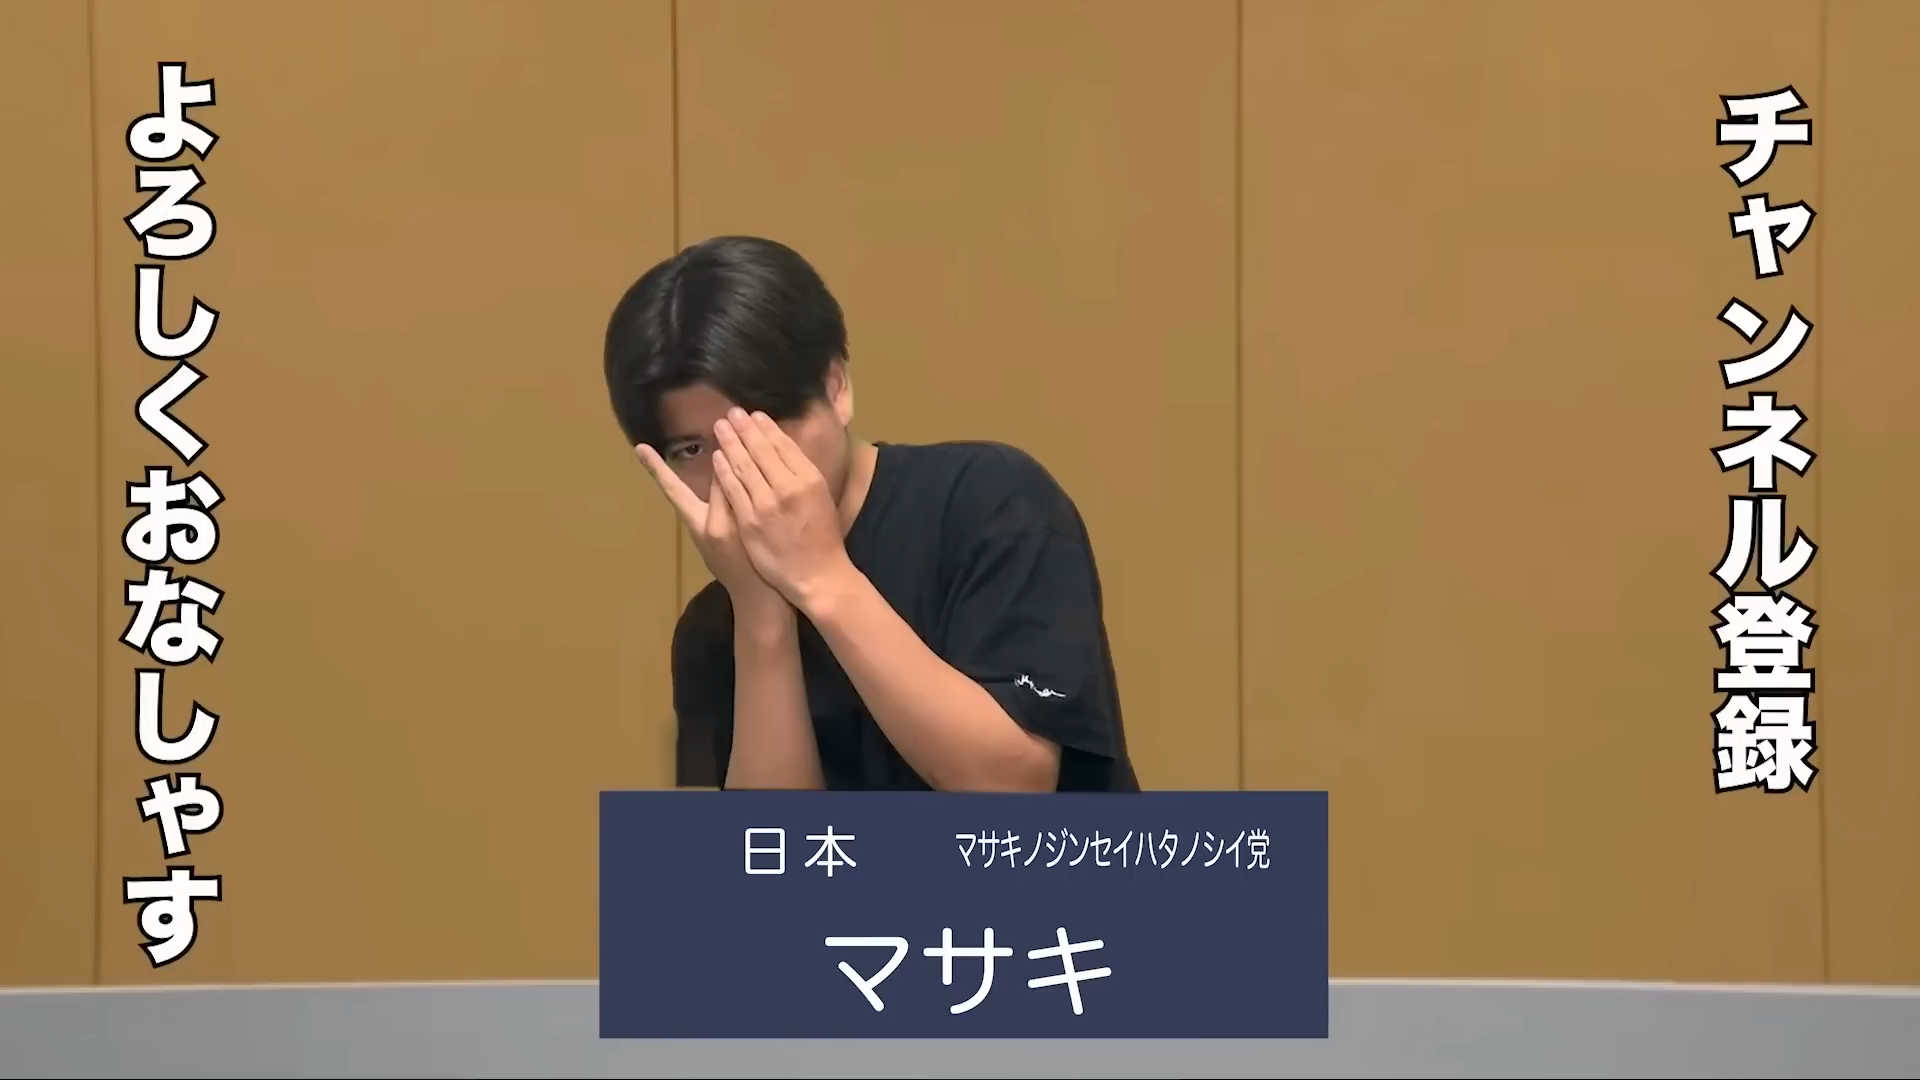 チャンネル登録
よろしくおなしゃす
日本 マサキノジンセイハタノシイ党
マサキ